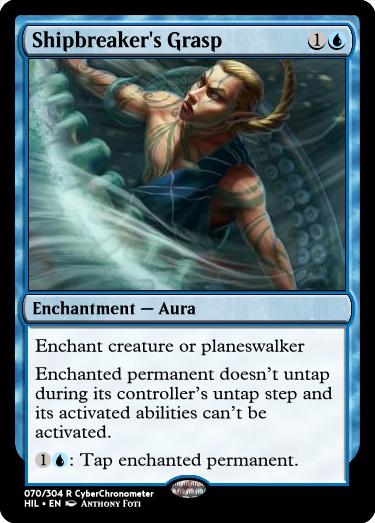 Shipbreaker's Grasp 1
Enchantment — Aura
Enchant creature or planeswalker
Enchanted permanent doesn't untap
during its controller's untap step and
its activated abilities can't be
activated.
1 : Tap enchanted permanent.
070/304 R CyberChronometer
HIL • EN Anthony Foti